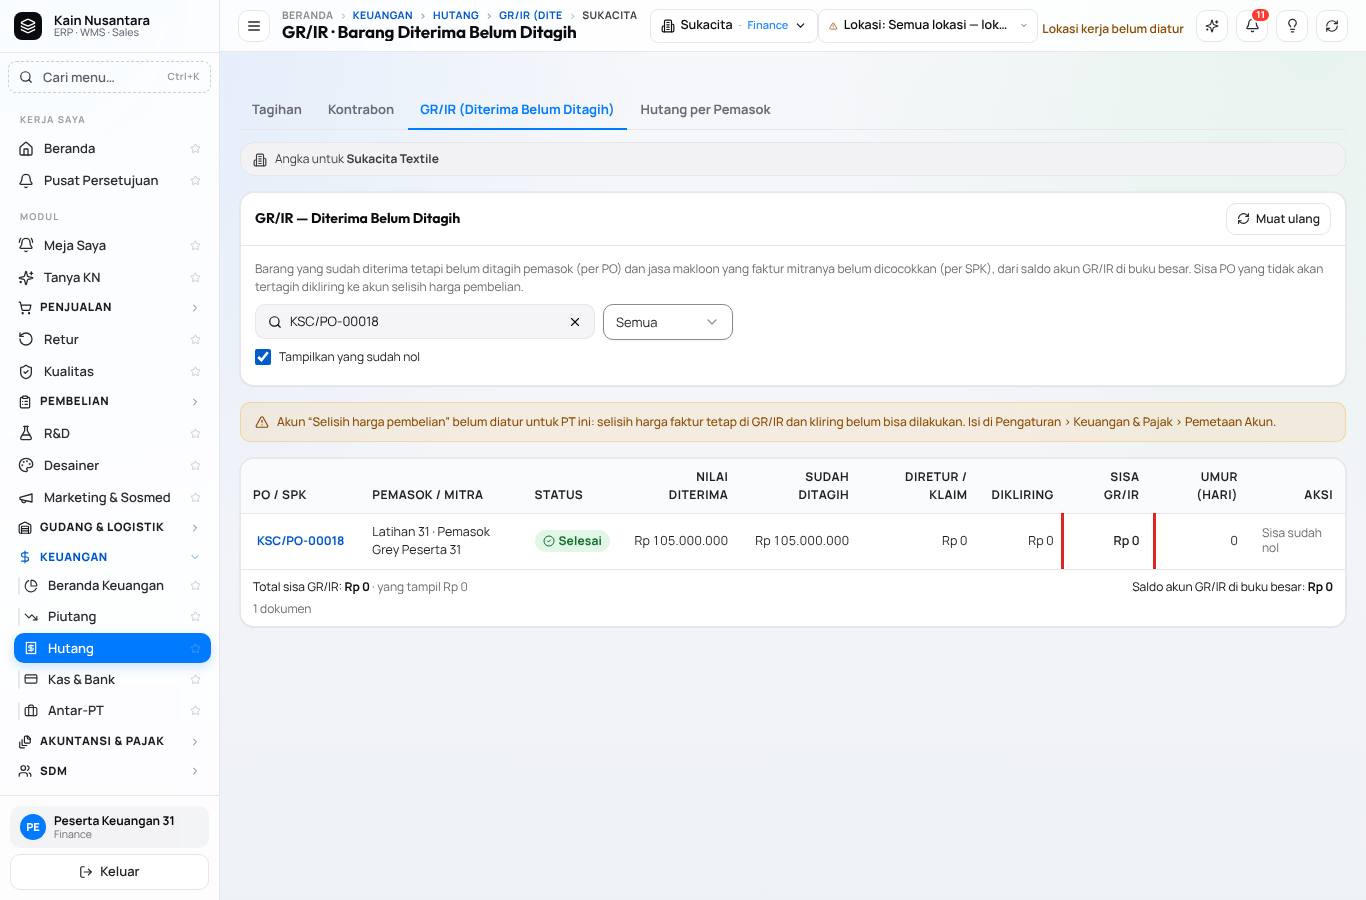 Kain Nusantara
ERP · WMS · Sales
Cari menu...
Ctrl+K
KERJA SAYA
Beranda
Pusat Persetujuan
MODUL
Meja Saya
Tanya KN
PENJUALAN
Retur
Kualitas
PEMBELIAN
R&D
Desainer
Marketing & Sosmed
GUDANG & LOGISTIK
KEUANGAN
Beranda Keuangan
Piutang
Hutang
Kas & Bank
Antar-PT
AKUNTANSI & PAJAK
SDM
PE
Peserta Keuangan 31
Finance
Keluar
BERANDA › KEUANGAN › HUTANG › GR/IR (DITE › SUKACITA
GR/IR · Barang Diterima Belum Ditagih
Sukacita · Finance
Lokasi: Semua lokasi — lok...
Lokasi kerja belum diatur
11
Tagihan
Kontrabon
GR/IR (Diterima Belum Ditagih)
Hutang per Pemasok
Angka untuk Sukacita Textile
GR/IR — Diterima Belum Ditagih
Muat ulang
Barang yang sudah diterima tetapi belum ditagih pemasok (per PO) dan jasa makloon yang faktur mitranya belum dicocokkan (per SPK), dari saldo akun GR/IR di buku besar. Sisa PO yang tidak akan
tertagih dikliring ke akun selisih harga pembelian.
KSC/PO-00018
Semua
Tampilkan yang sudah nol
Akun “Selisih harga pembelian” belum diatur untuk PT ini: selisih harga faktur tetap di GR/IR dan kliring belum bisa dilakukan. Isi di Pengaturan › Keuangan & Pajak › Pemetaan Akun.
PO / SPK
PEMASOK / MITRA
STATUS
NILAI
DITERIMA
SUDAH
DITAGIH
DIRETUR /
KLAIM
DIKLIRING
SISA
GR/IR
UMUR
(HARI)
AKSI
KSC/PO-00018
Latihan 31 · Pemasok
Grey Peserta 31
Selesai
Rp 105.000.000
Rp 105.000.000
Rp 0
Rp 0
Rp 0
0
Sisa sudah
nol
Total sisa GR/IR: Rp 0 · yang tampil Rp 0
Saldo akun GR/IR di buku besar: Rp 0
1 dokumen